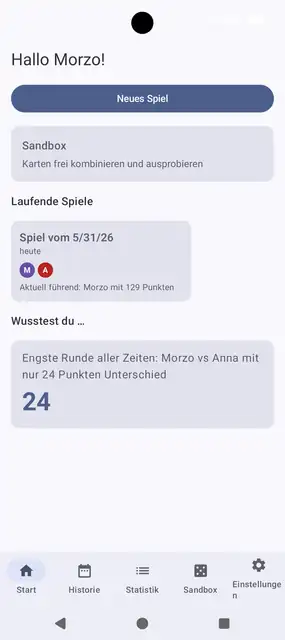 Hallo Morzo!
Neues Spiel
Sandbox
Karten frei kombinieren und ausprobieren
Laufende Spiele
Spiel vom 5/31/26
heute
M A
Aktuell führend: Morzo mit 129 Punkten
Wusstest du ...
Engste Runde aller Zeiten: Morzo vs Anna mit
nur 24 Punkten Unterschied
24
Start Historie Statistik Sandbox Einstellunge
n